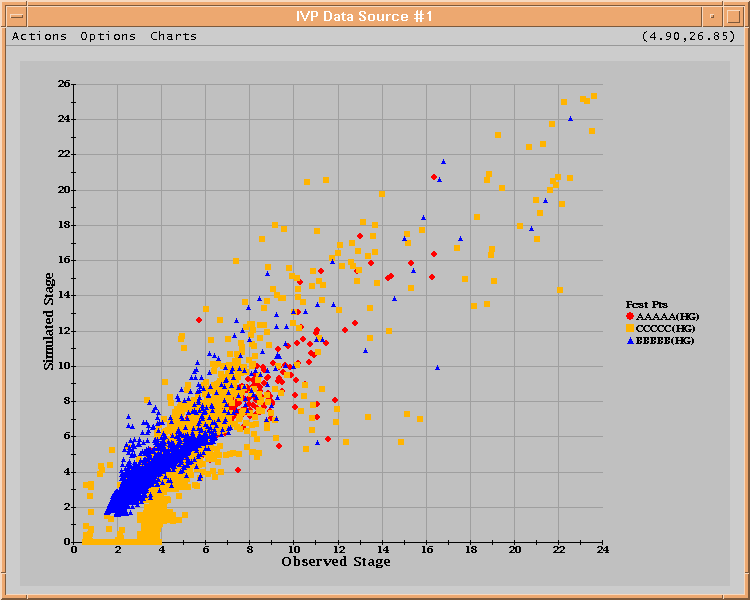 IVP Data Source #1
Actions Options Charts (4.90,26.85)
26
24
22
20
18
16
14
12
10
8
6
4
2
0
Simulated Stage
0 2 4 6 8 10 12 14 16 18 20 22 24
Observed Stage
Fcst Pts
AAAAA(HG)
CCCCC(HG)
BBBBB(HG)